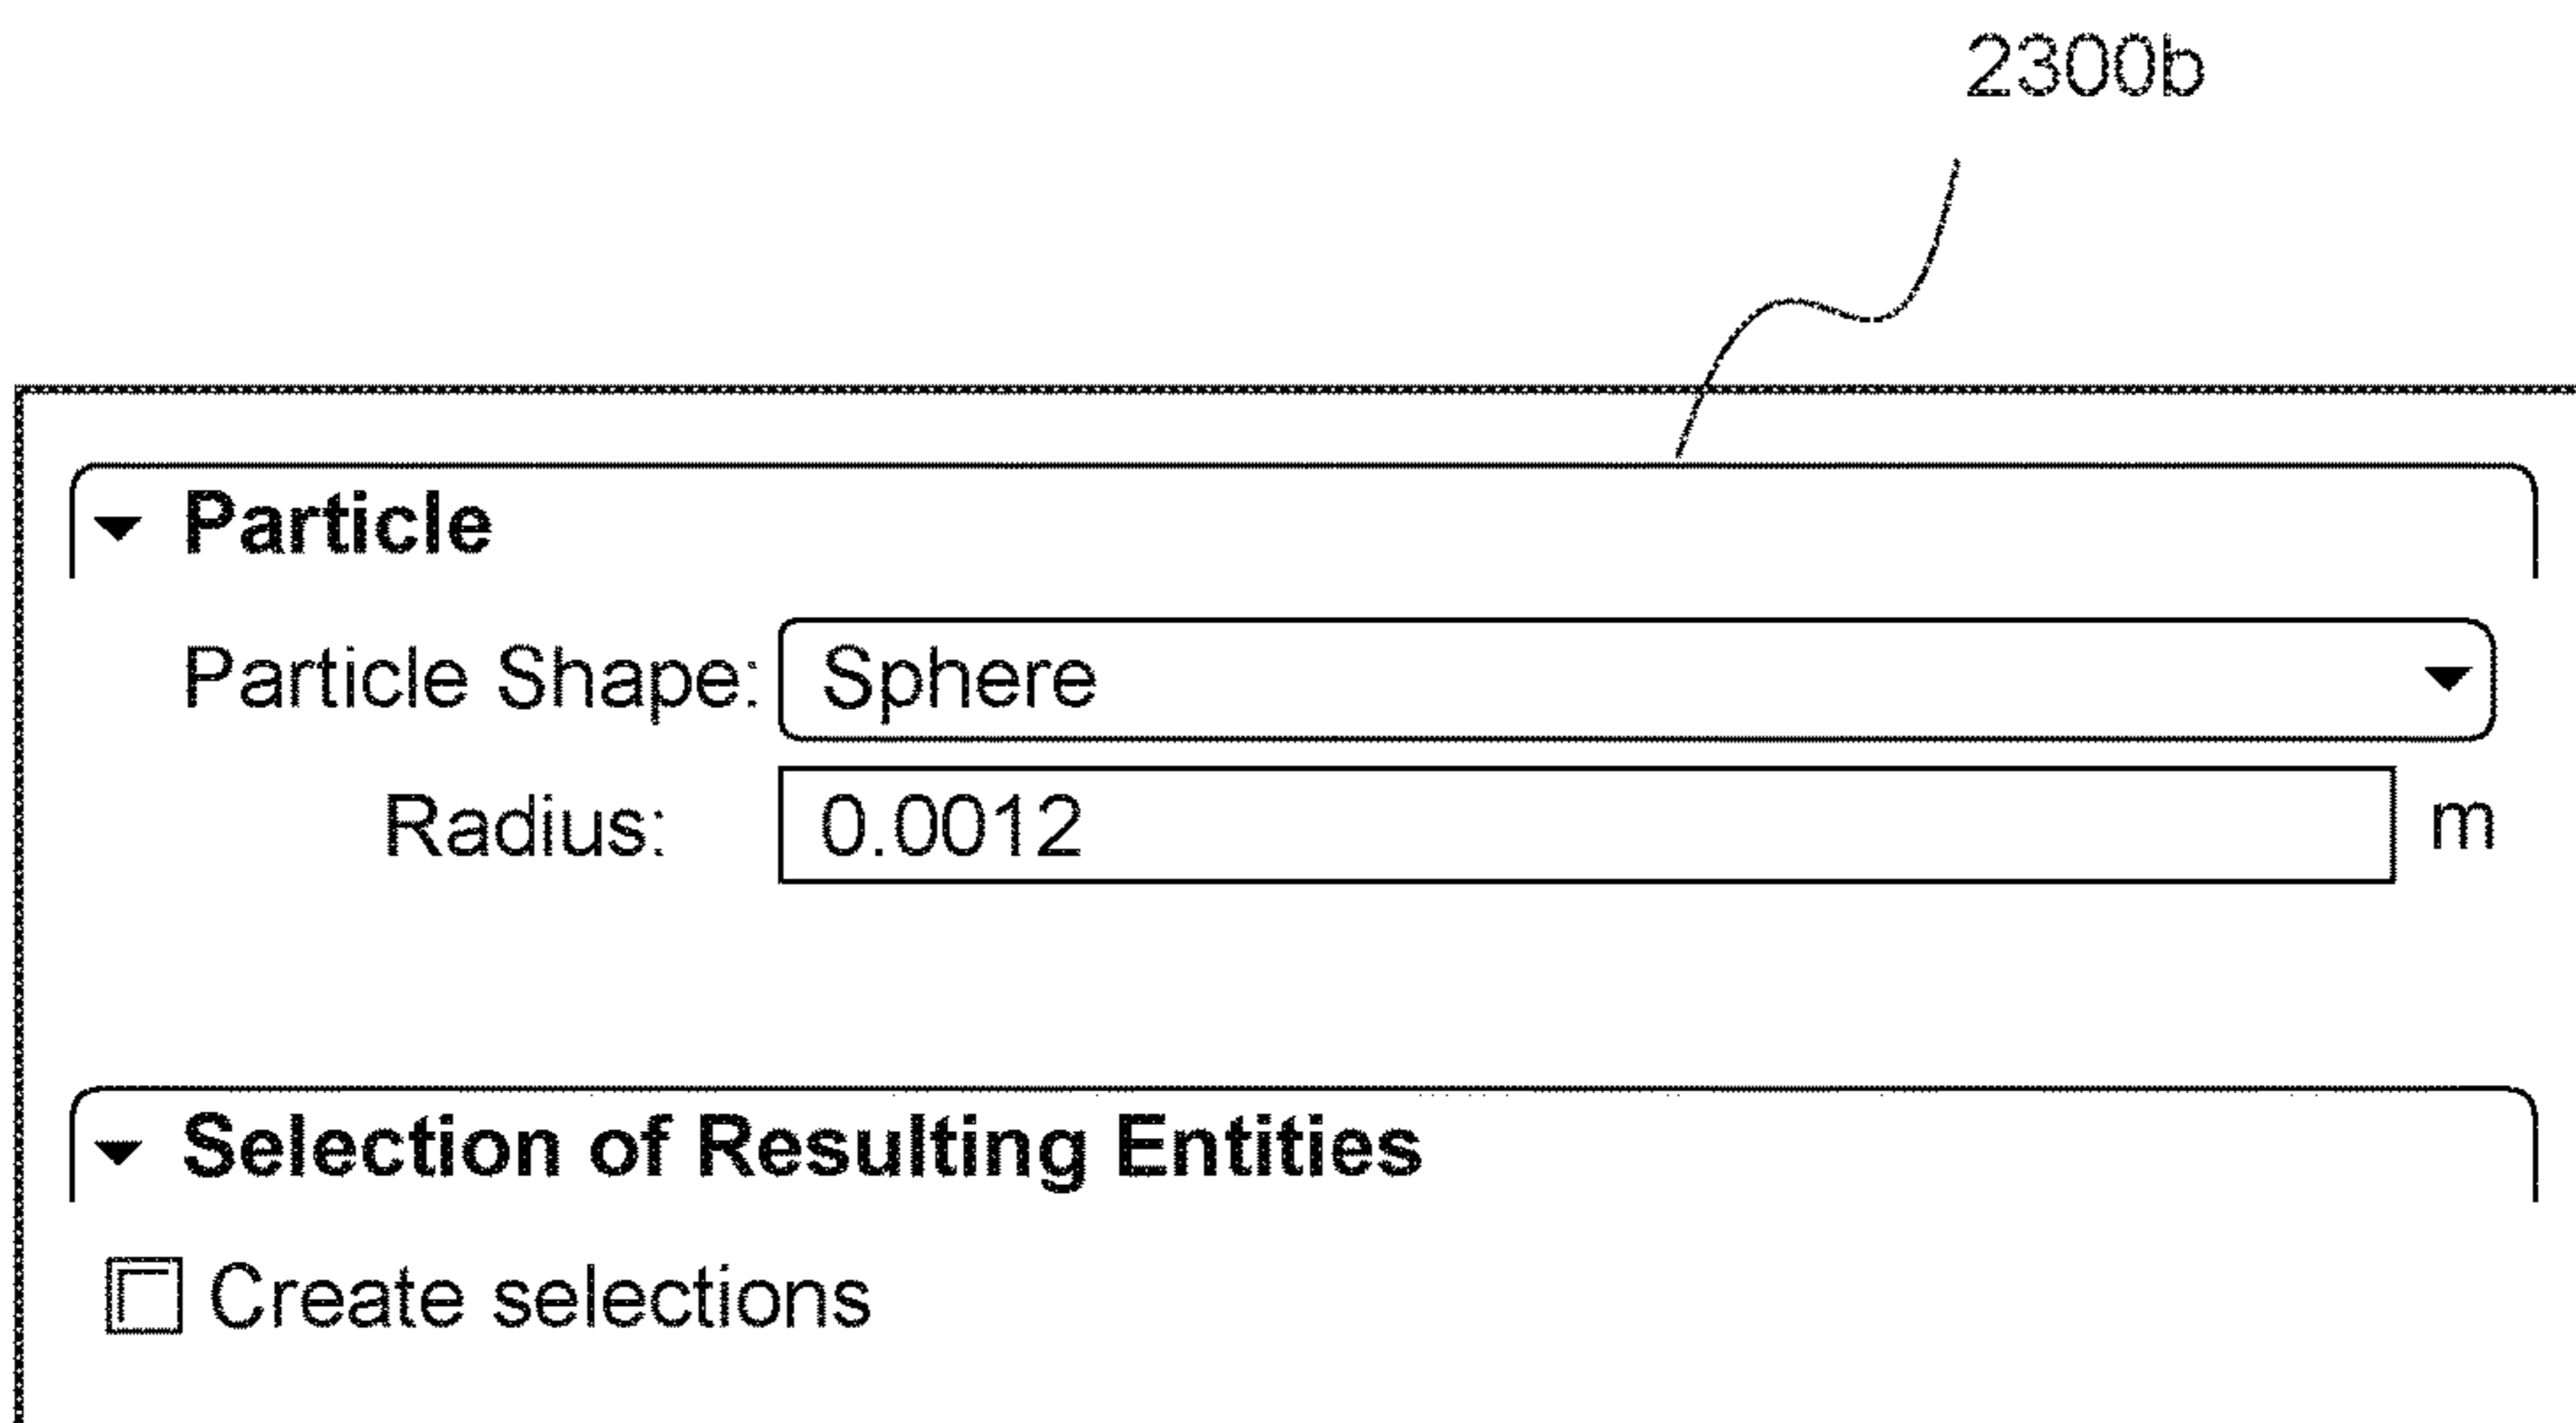 2300b
Particle
Particle Shape: Sphere
Radius: 0.0012 m
Selection of Resulting Entities
Create selections